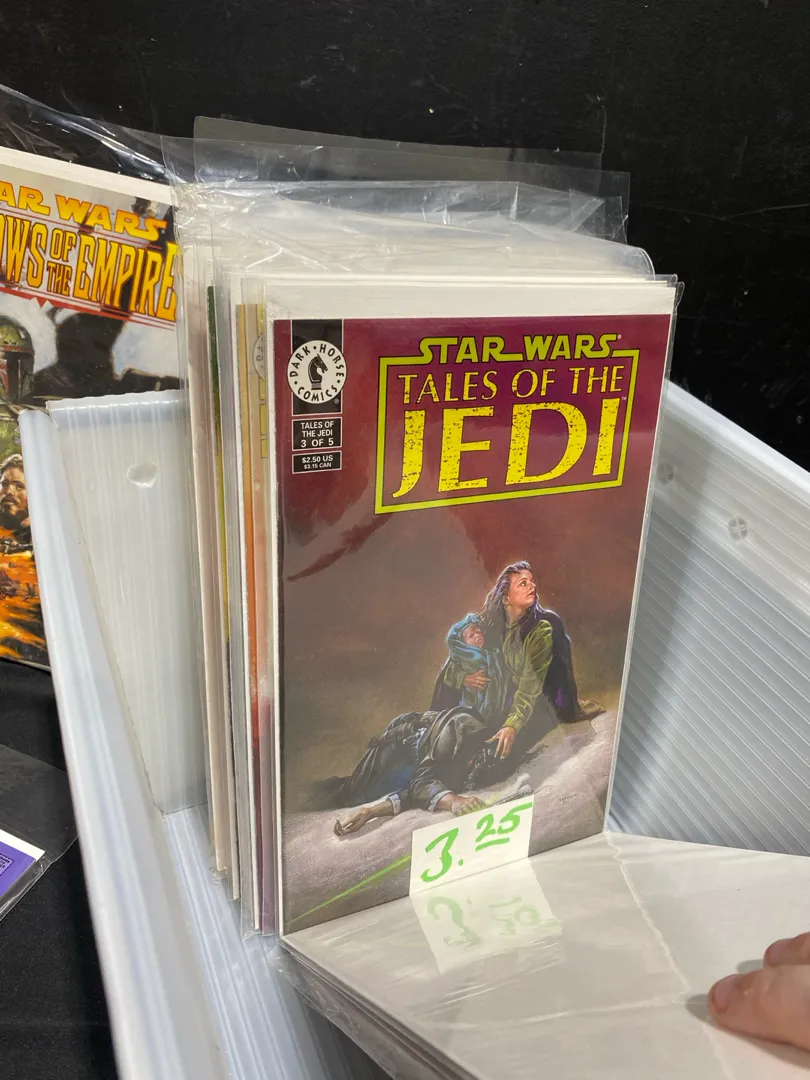 AR WARS
OWS OF
THE EMPIRE
DARK HORSE
COMICS
TALES OF
THE JEDI
3 OF 5
$2.50 US
$3.15 CAN
STAR WARS
TALES OF THE
JEDI
3.25